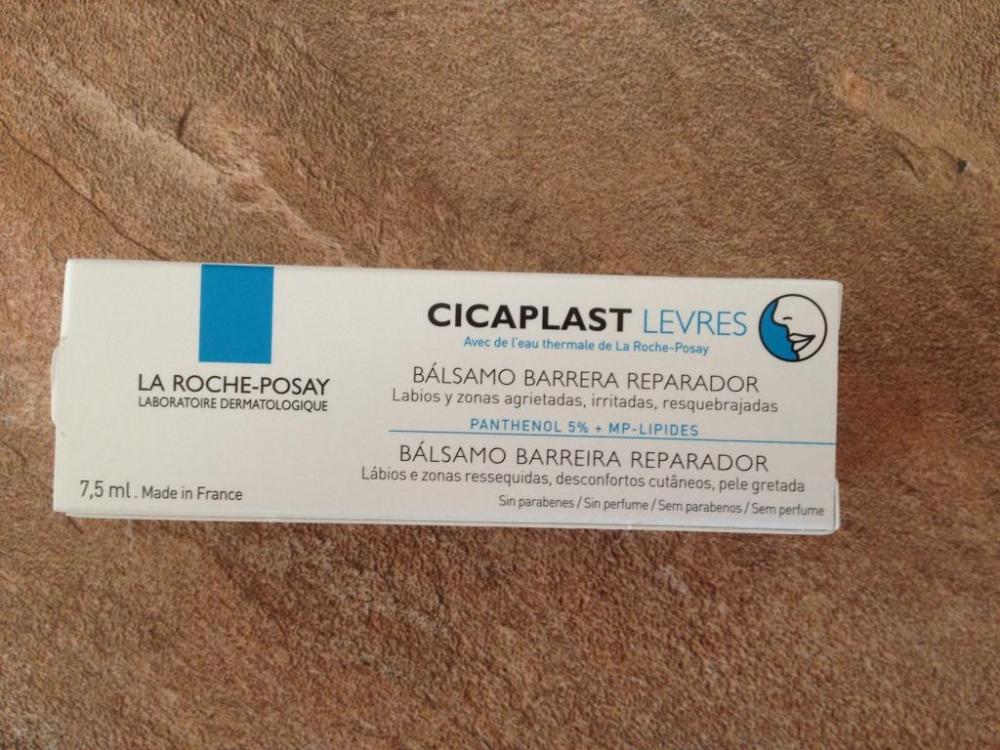 LA ROCHE-POSAY
LABORATOIRE DERMATOLOGIQUE
7,5 ml . Made in France
CICAPLAST LEVRES
Avec de l'eau thermale de La Roche-Posay
BÁLSAMO BARRERA REPARADOR
Labios y zonas agrietadas, irritadas, resquebrajadas
PANTHENOL 5% + MP-LIPIDES
BÁLSAMO BARREIRA REPARADOR
Lábios e zonas ressequidas, desconfortos cutâneos, pele gretada
Sin parabenes / Sin perfume / Sem parabenos / Sem perfume